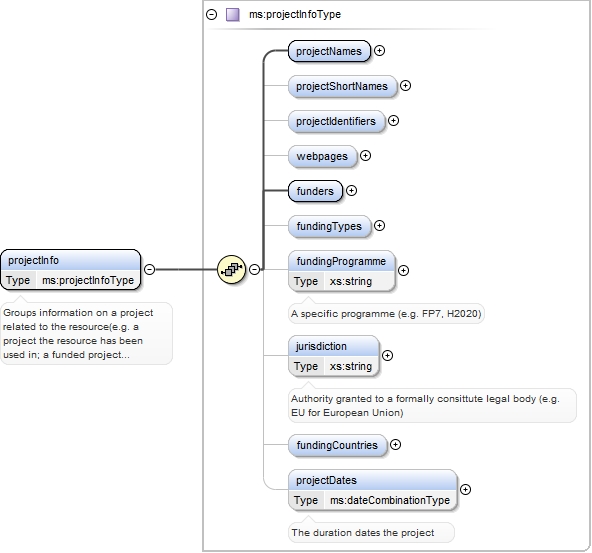 ms:projectInfoType
projectNames
projectShortNames
projectIdentifiers
webpages
funders
fundingTypes
projectInfo
Type ms:projectInfoType
Groups information on a project
related to the resource(e.g. a
project the resource has been
used in; a funded project...
fundingProgramme
Type xs:string
A specific programme (e.g. FP7, H2020)
jurisdiction
Type xs:string
Authority granted to a formally consittute legal body (e.g.
EU for European Union)
fundingCountries
projectDates
Type ms:dateCombinationType
The duration dates the project